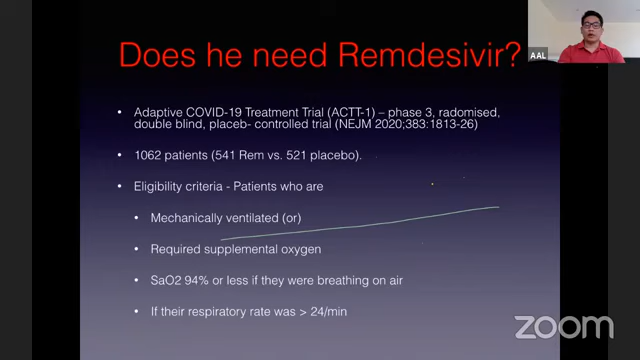 Does he need Remdesivir?
AAL
• Adaptive COVID-19 Treatment Trial (ACTT-1) – phase 3, radomised,
double blind, placeb- controlled trial (NEJM 2020;383:1813-26)
• 1062 patients (541 Rem vs. 521 placebo).
• Eligibility criteria - Patients who are
• Mechanically ventilated (or)
• Required supplemental oxygen
• SaO2 94% or less if they were breathing on air
• If their respiratory rate was > 24/min
zoom